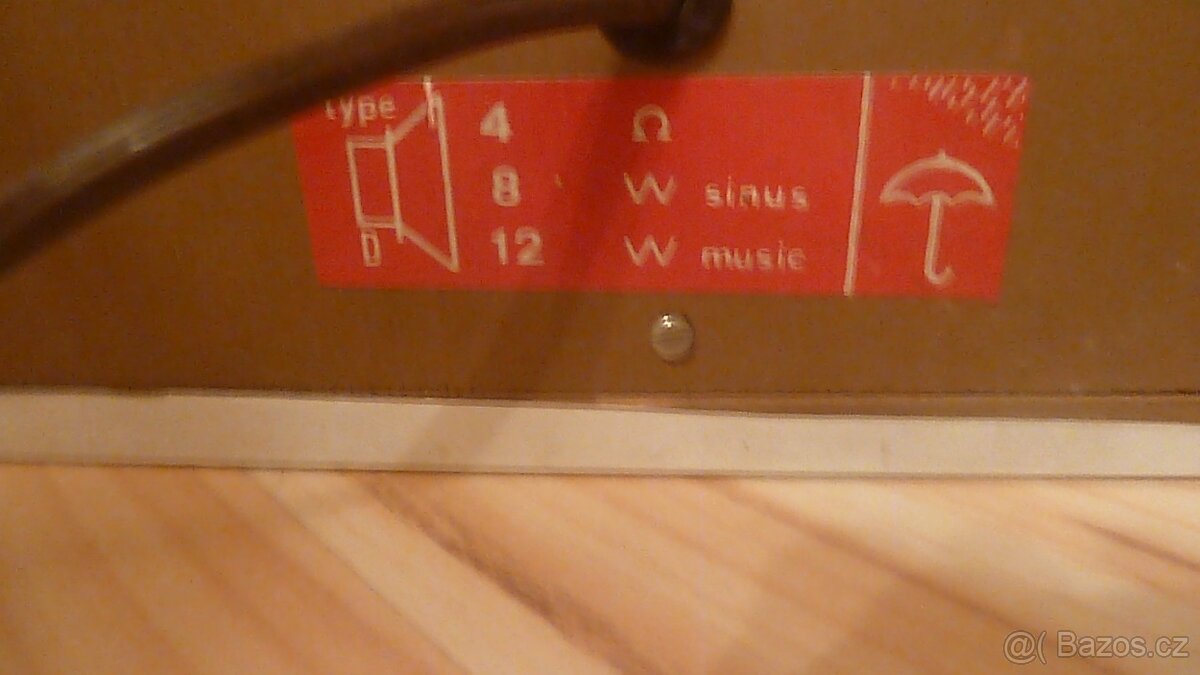 type
4 Ω
8 W sinus
12 W music
@( Bazos.cz